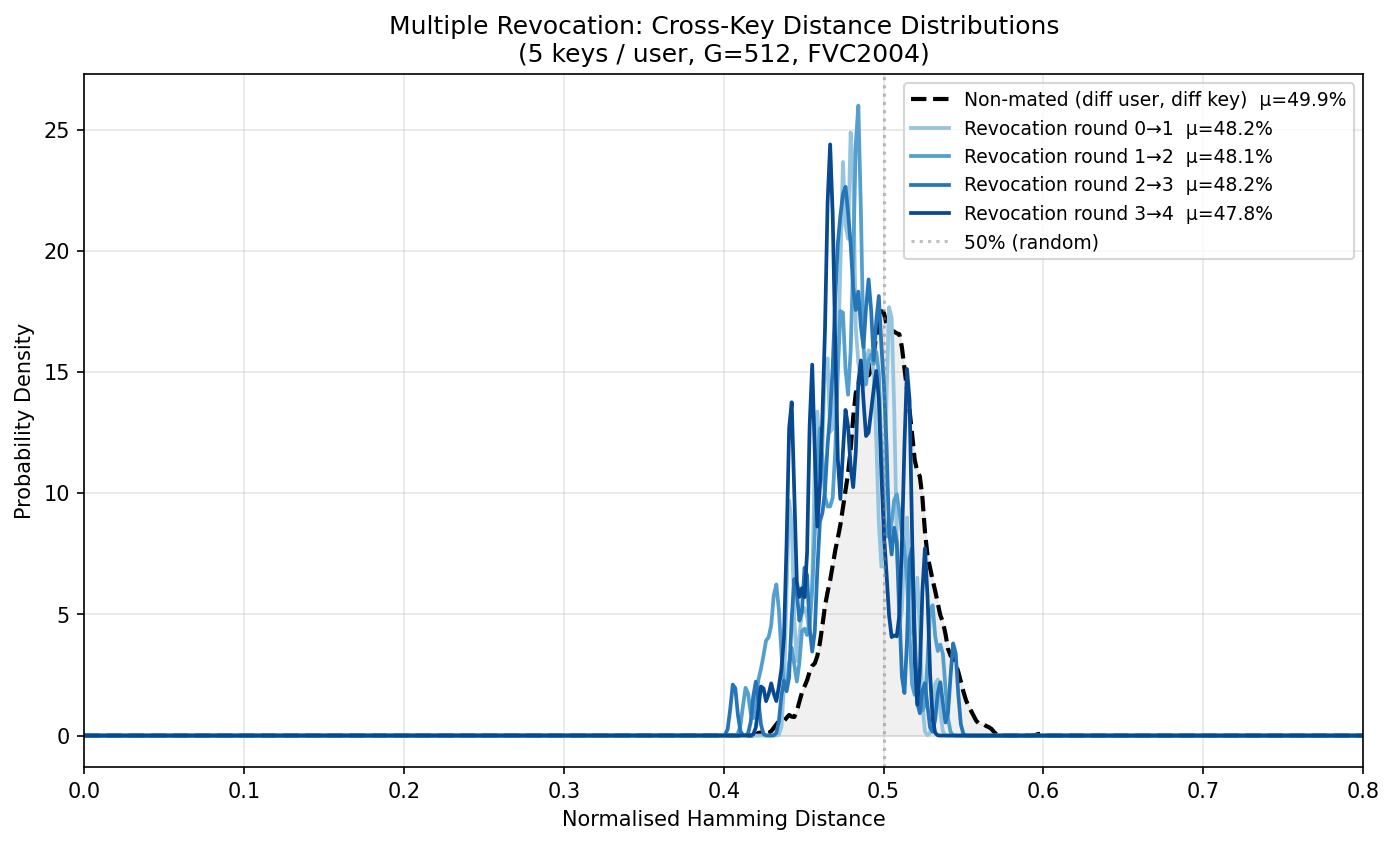 Multiple Revocation: Cross-Key Distance Distributions
(5 keys / user, G=512, FVC2004)
Non-mated (diff user, diff key)  μ=49.9%
Revocation round 0→1  μ=48.2%
Revocation round 1→2  μ=48.1%
Revocation round 2→3  μ=48.2%
Revocation round 3→4  μ=47.8%
50% (random)
Probability Density
25
20
15
10
5
0
0.0 0.1 0.2 0.3 0.4 0.5 0.6 0.7 0.8
Normalised Hamming Distance